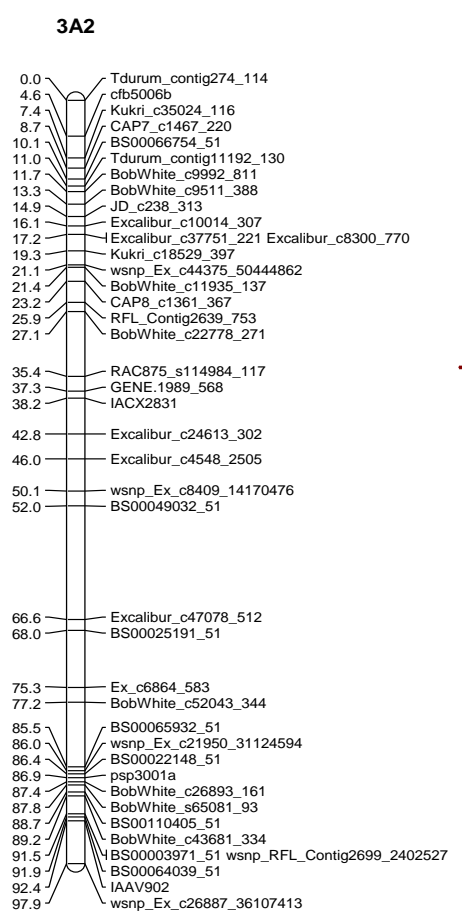 3A2
0.0 Tdurum_contig274_114
4.6 cfb5006b
7.4 Kukri_c35024_116
8.7 CAP7_c1467_220
10.1 BS00066754_51
11.0 Tdurum_contig11192_130
11.7 BobWhite_c9992_811
13.3 BobWhite_c9511_388
14.9 JD_c238_313
16.1 Excalibur_c10014_307
17.2 Excalibur_c37751_221 Excalibur_c8300_770
19.3 Kukri_c18529_397
21.1 wsnp_Ex_c44375_50444862
21.4 BobWhite_c11935_137
23.2 CAP8_c1361_367
25.9 RFL_Contig2639_753
27.1 BobWhite_c22778_271
35.4 RAC875_s114984_117
37.3 GENE.1989_568
38.2 IACX2831
42.8 Excalibur_c24613_302
46.0 Excalibur_c4548_2505
50.1 wsnp_Ex_c8409_14170476
52.0 BS00049032_51
66.6 Excalibur_c47078_512
68.0 BS00025191_51
75.3 Ex_c6864_583
77.2 BobWhite_c52043_344
85.5 BS00065932_51
86.0 wsnp_Ex_c21950_31124594
86.4 BS00022148_51
86.9 psp3001a
87.4 BobWhite_c26893_161
87.8 BobWhite_s65081_93
88.7 BS00110405_51
89.2 BobWhite_c43681_334
91.5 BS00003971_51 wsnp_RFL_Contig2699_2402527
91.9 BS00064039_51
92.4 IAAV902
97.9 wsnp_Ex_c26887_36107413